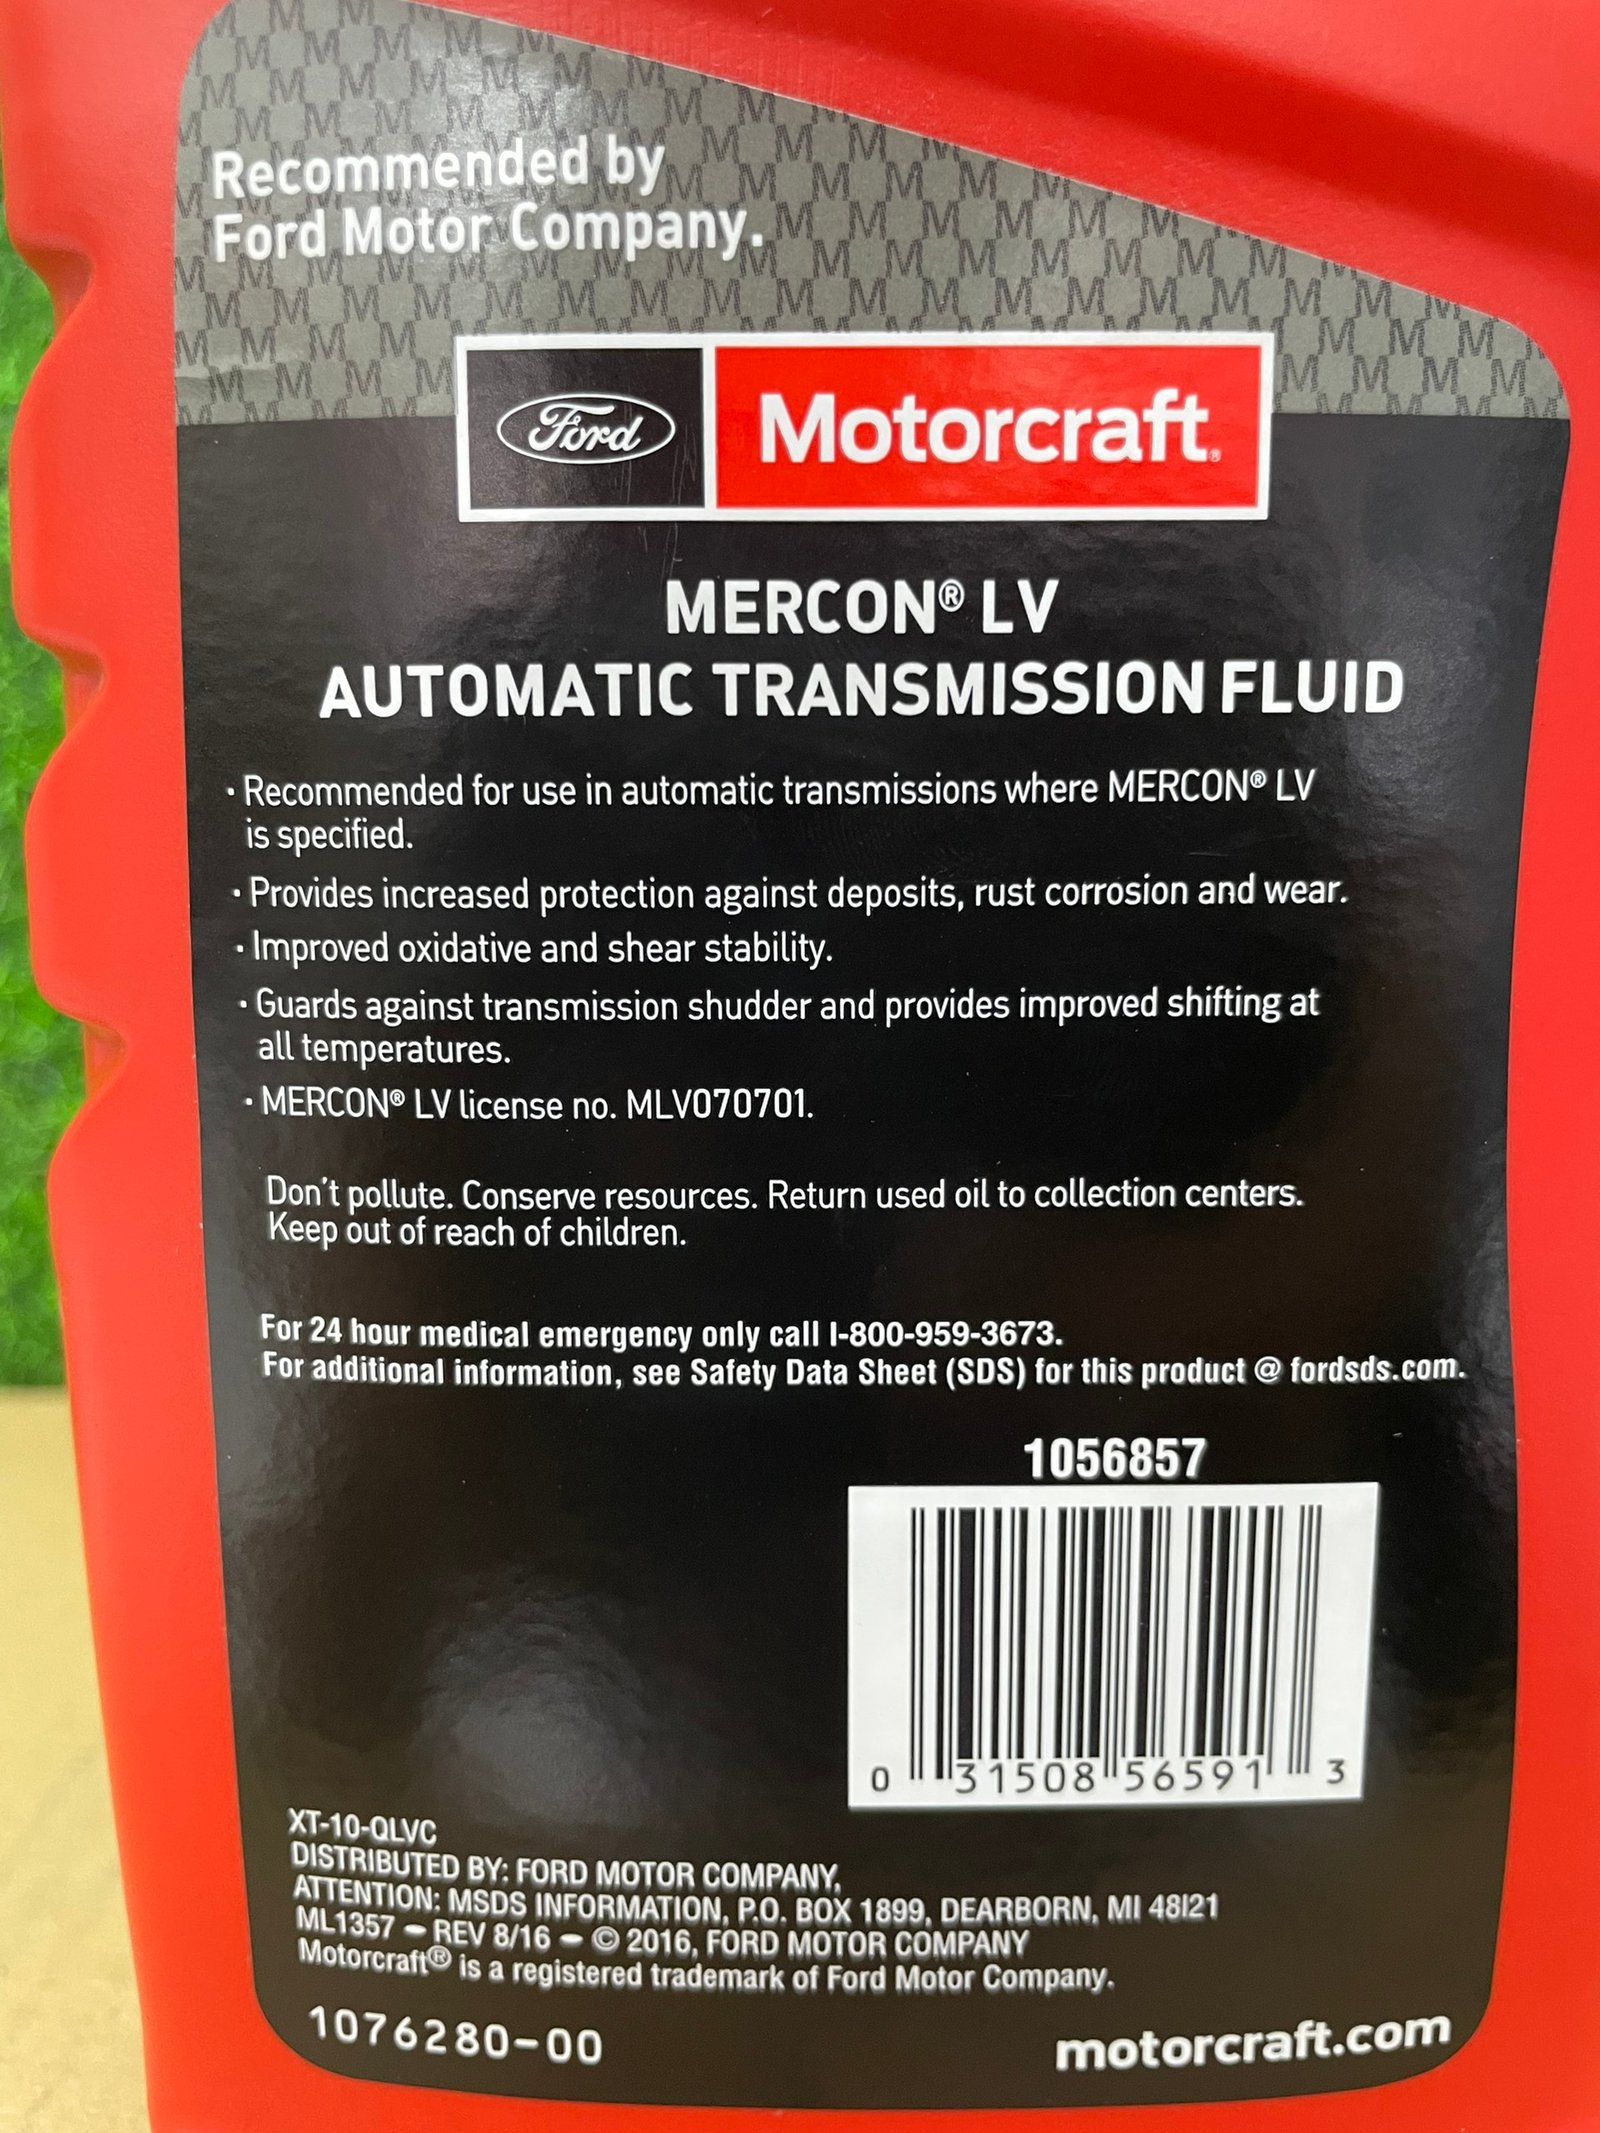 Recommended by
Ford Motor Company.
Ford Motorcraft®
MERCON® LV
AUTOMATIC TRANSMISSION FLUID
· Recommended for use in automatic transmissions where MERCON® LV
is specified.
· Provides increased protection against deposits, rust corrosion and wear.
· Improved oxidative and shear stability.
· Guards against transmission shudder and provides improved shifting at
all temperatures.
· MERCON® LV license no. MLV070701.
Don't pollute. Conserve resources. Return used oil to collection centers.
Keep out of reach of children.
For 24 hour medical emergency only call I-800-959-3673.
For additional information, see Safety Data Sheet (SDS) for this product @ fordsds.com.
1056857
0 31508 56591 3
XT-10-QLVC
DISTRIBUTED BY: FORD MOTOR COMPANY,
ATTENTION: MSDS INFORMATION, P.O. BOX 1899, DEARBORN, MI 48I21
ML1357 – REV 8/16 – © 2016, FORD MOTOR COMPANY
Motorcraft® is a registered trademark of Ford Motor Company.
1076280-00
motorcraft.com